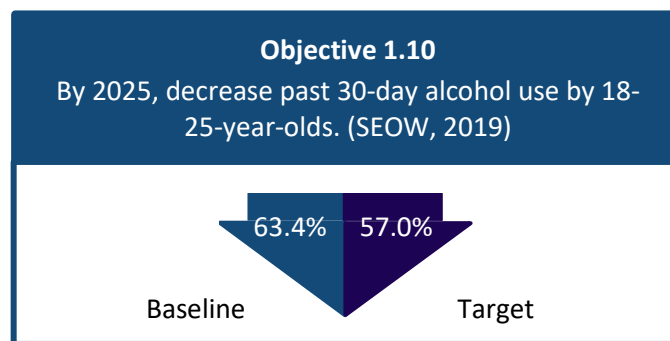 Objective 1.10
By 2025, decrease past 30-day alcohol use by 18-
25-year-olds. (SEOW, 2019)
63.4% 57.0%
Baseline Target